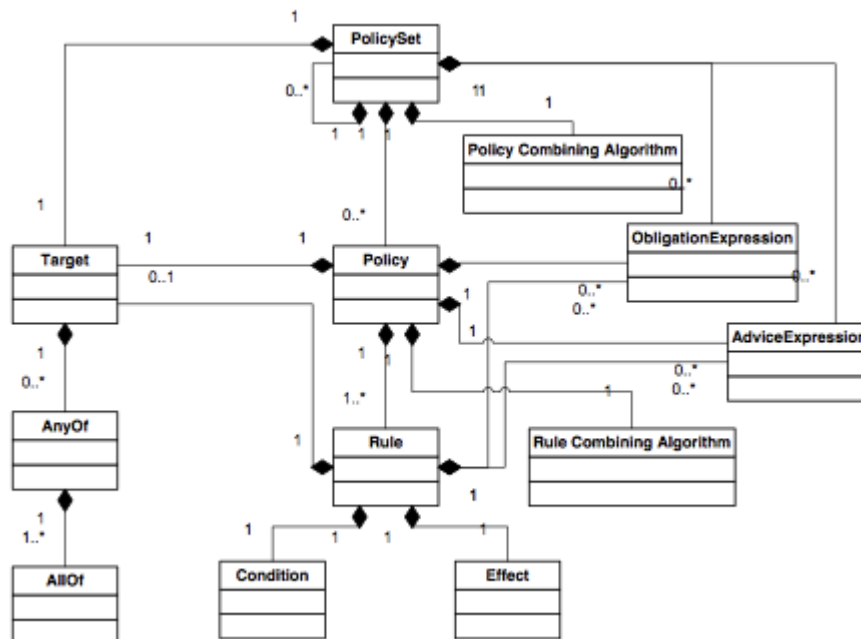 1
1
PolicySet
0..*
11
1
1
1
1
Policy Combining Algorithm
0..*
1
0..*
ObligationExpression
1
1
Target
Policy
0..1
0..*
0..*
1
0..*
1
AdviceExpression
1
1
1
0..*
0..*
1..*
0..*
1
AnyOf
1
Rule
Rule Combining Algorithm
1
1
1..*
1
1
1
1
AllOf
Condition
Effect